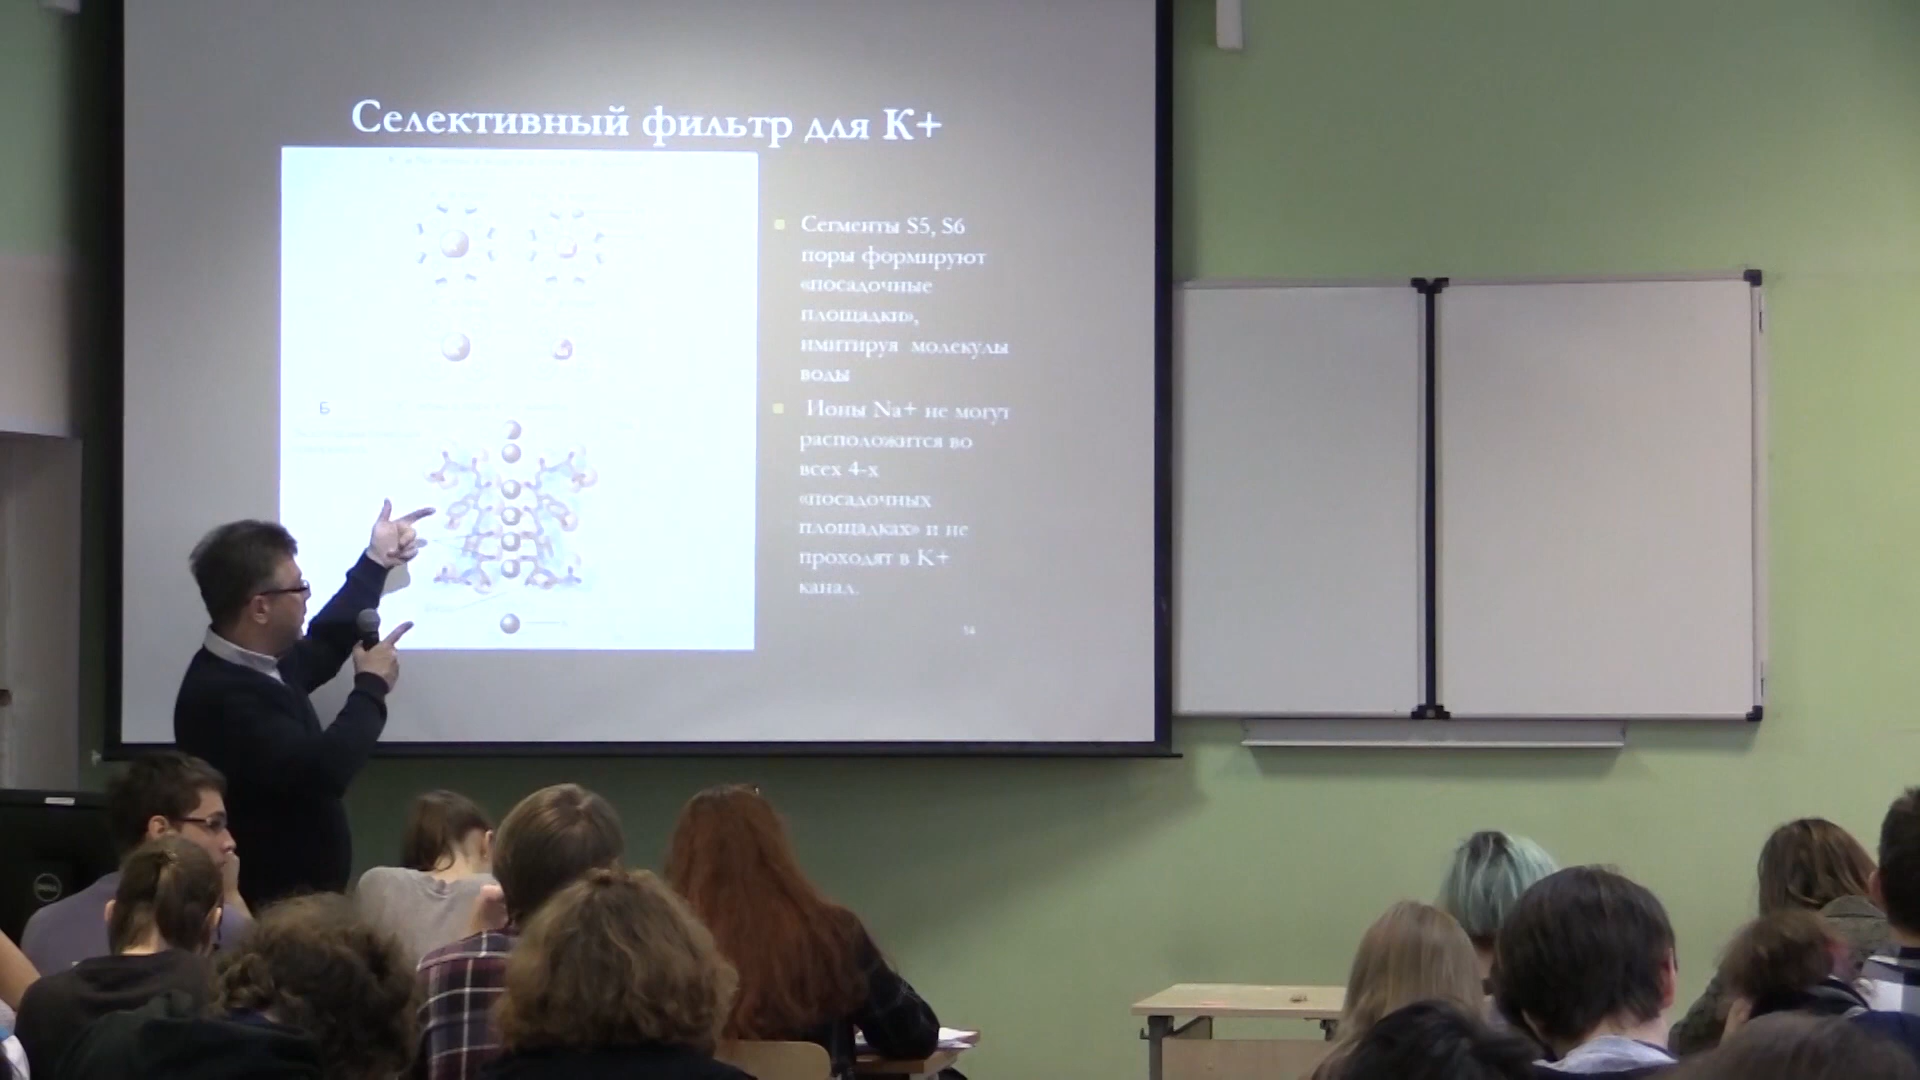 Селективный фильтр для К+
Б
Сегменты S5, S6
поры формируют
«посадочные
площадки»,
имитируя молекулы
воды
Ионы Na+ не могут
расположится во
всех 4-х
«посадочных
площадках» и не
проходят в К+
канал.
DELL